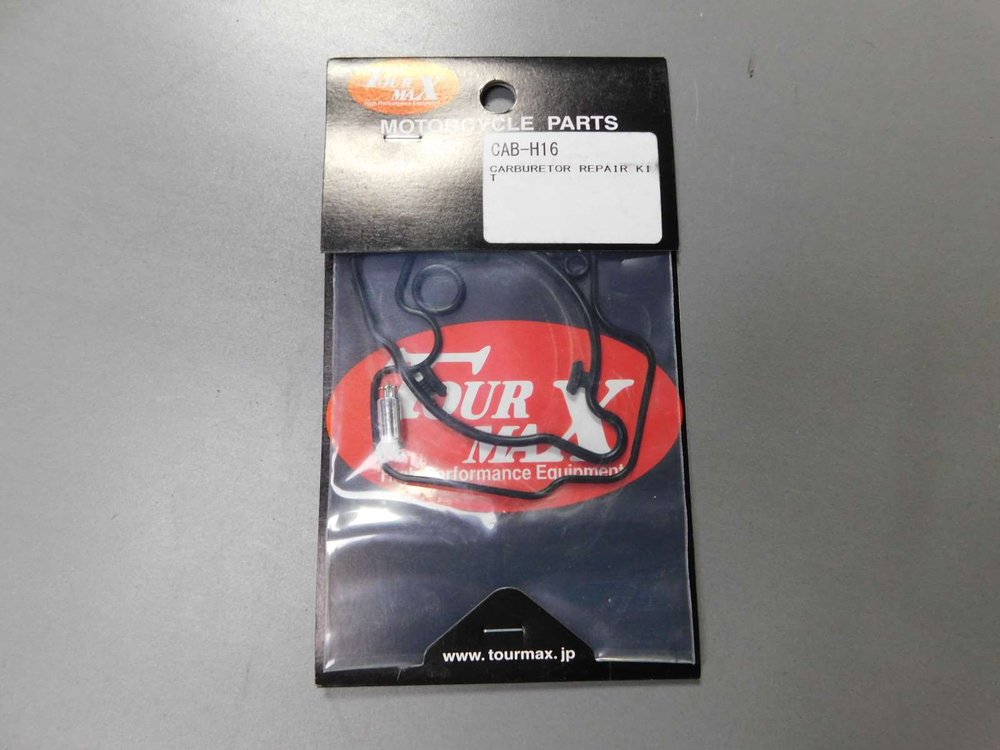 TOUR
MAX
High Performance Equipment
MOTORCYCLE PARTS
CAB-H16
CARBURETOR REPAIR KI
T
TOUR
MAX
High Performance Equipment
www.tourmax.jp